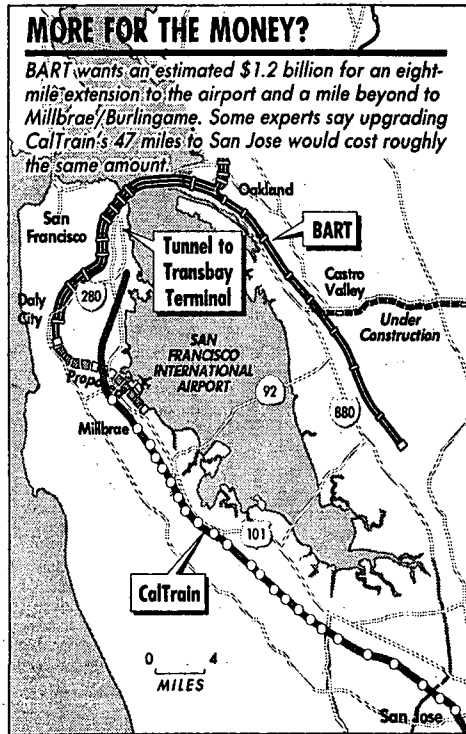 MORE FOR THE MONEY?
BART wants an estimated $1.2 billion for an eight-
mile extension to the airport and a mile beyond to
Millbrae/Burlingame. Some experts say upgrading
CalTrain's 47 miles to San Jose would cost roughly
the same amount.
Oakland
San
Francisco
BART
Tunnel to
Transbay
Terminal
Castro
Valley
280
Daly
City
Under
Construction
SAN
FRANCISCO
INTERNATIONAL
AIRPORT
92
880
Millbrae
101
CalTrain
0 4
MILES
San Jose